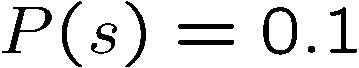 P(s) = 0.1